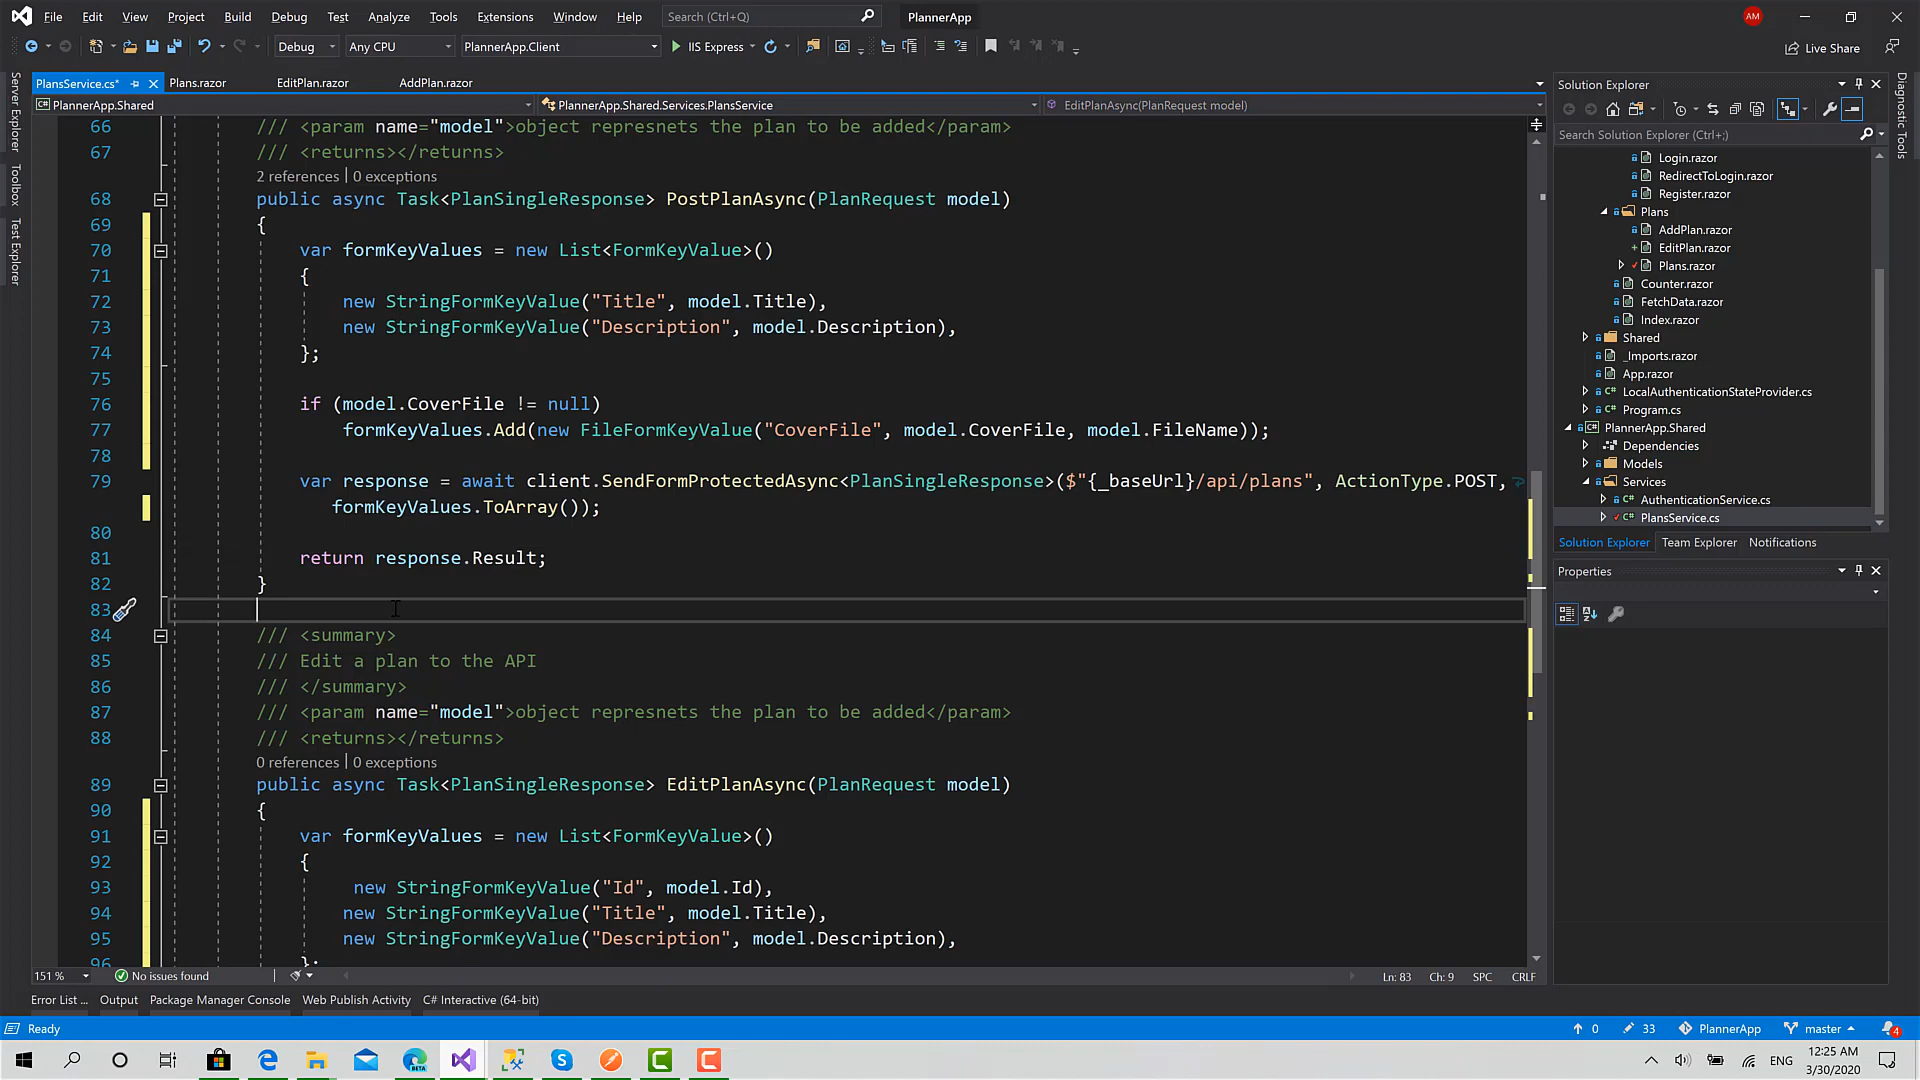 File Edit View Project Build Debug Test Analyze Tools Extensions Window Help Search (Ctrl+Q) PlannerApp AM
Debug Any CPU PlannerApp.Client IIS Express Live Share
Server Explorer
Toolbox
Test Explorer
PlansService.cs* Plans.razor EditPlan.razor AddPlan.razor
PlannerApp.Shared PlannerApp.Shared.Services.PlansService EditPlanAsync(PlanRequest model)
66 /// <param name="model">object represnets the plan to be added</param>
67 /// <returns></returns>
2 references | 0 exceptions
68 public async Task<PlanSingleResponse> PostPlanAsync(PlanRequest model)
69 {
70 var formKeyValues = new List<FormKeyValue>()
71 {
72 new StringFormKeyValue("Title", model.Title),
73 new StringFormKeyValue("Description", model.Description),
74 };
75
76 if (model.CoverFile != null)
77 formKeyValues.Add(new FileFormKeyValue("CoverFile", model.CoverFile, model.FileName));
78
79 var response = await client.SendFormProtectedAsync<PlanSingleResponse>($"{_baseUrl}/api/plans", ActionType.POST,
formKeyValues.ToArray());
80
81 return response.Result;
82 }
83
84 /// <summary>
85 /// Edit a plan to the API
86 /// </summary>
87 /// <param name="model">object represnets the plan to be added</param>
88 /// <returns></returns>
0 references | 0 exceptions
89 public async Task<PlanSingleResponse> EditPlanAsync(PlanRequest model)
90 {
91 var formKeyValues = new List<FormKeyValue>()
92 {
93 new StringFormKeyValue("Id", model.Id),
94 new StringFormKeyValue("Title", model.Title),
95 new StringFormKeyValue("Description", model.Description),
96 };
151 % No issues found Ln: 83 Ch: 9 SPC CRLF
Error List ... Output Package Manager Console Web Publish Activity C# Interactive (64-bit)
Solution Explorer
Search Solution Explorer (Ctrl+;)
Login.razor
RedirectToLogin.razor
Register.razor
Plans
AddPlan.razor
EditPlan.razor
Plans.razor
Counter.razor
FetchData.razor
Index.razor
Shared
_Imports.razor
App.razor
C# LocalAuthenticationStateProvider.cs
C# Program.cs
C# PlannerApp.Shared
Dependencies
Models
Services
C# AuthenticationService.cs
C# PlansService.cs
Solution Explorer Team Explorer Notifications
Properties
Diagnostic Tools
Ready 0 33 PlannerApp master 4
BETA
ENG 12:25 AM
3/30/2020